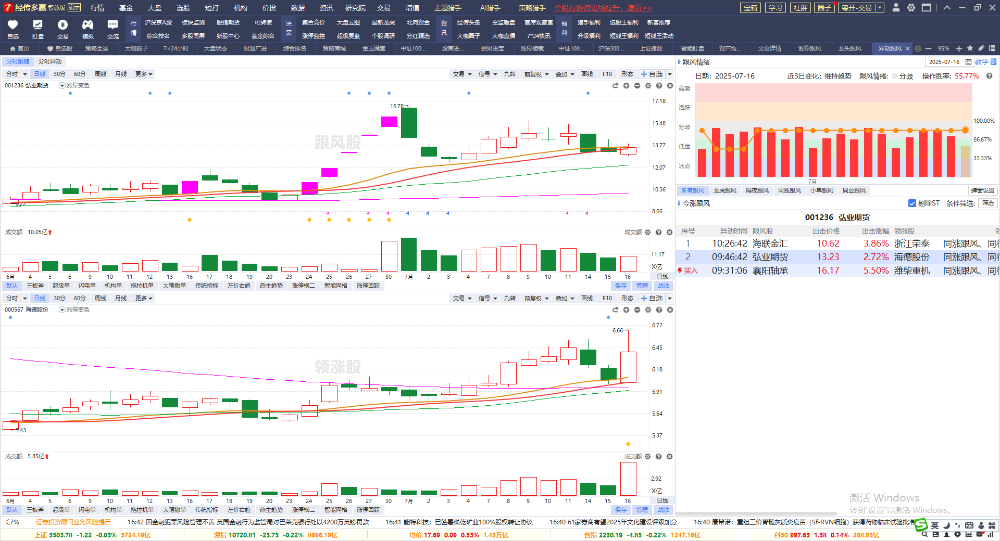 经传多赢 智尊版 演示 行情 基金 大盘 选股 短打 机构 价投 数据 资讯 研究院 交易 增值 主题猎手 AI猎手 策略猎手 个股有游资进场拉升，速看>> 宝箱 学习 社群 圈子 粤开-交易
自选 盯盘 交易 模拟 交流 行情 沪深京A股 板块监测 股指期货 可转债 决策 集合竞价 大盘云图 最新龙虎 北向资金 资讯 经传头条 总监看盘 首席观察室 福利 猎手福利 选股王福利 新客推荐
综合排名 多股同屏 新股中心 基金综合 涨停监控 超级复盘 个股调研 分红精选 大咖圈子 大咖直播 7*24快讯 升级福利 短线王福利 短线王活动
首页 自选股 策略全景 大咖圈子 7×24小时 大盘状态 财源广进 综合排名 策略商城 金玉满堂 中证100... 股商进... 招财进宝 涨停棱镜 中证100... 沪深300... 上证指数 智能盯盘 资产均... 文章详情 涨停跟风 龙头跟风 异动跟风 95%
分时跟随 分时异动
分时 日线 30分 60分 周线 月线 更多 交易 信号 九转 前复权 叠加 画线 F10 形态 自选
001236 弘业期货 涨停变色
17.18
16.78
15.48
跟风股
13.77
12.07
10.36
8.66
成交额 10.05亿 成交额
11.17
X亿
6月 4 5 6 9 10 11 12 13 16 17 18 19 20 23 24 25 26 27 30 7月 2 3 4 7 8 9 10 11 14 15 16 日线
默认 三板斧 超级单 闪电单 机构单 拖拉机单 大笔撤单 传统指标 左价右趋 热主趋势 涨停横二 智能网格 涨停回踩 保存 管理 战法
分时 日线 30分 60分 周线 月线 更多 交易 信号 九转 前复权 叠加 画线 F10 形态 自选
000567 海德股份 涨停变色
6.72
6.66
6.45
领涨股
6.18
5.91
5.64
5.43
5.37
成交额 5.85亿 成交额
2.92
X亿
6月 4 5 6 9 10 11 12 13 16 17 18 19 20 23 24 25 26 27 30 7月 2 3 4 7 8 9 10 11 14 15 16 日线
默认 三板斧 超级单 闪电单 机构单 拖拉机单 大笔撤单 传统指标 左价右趋 热主趋势 涨停横二 智能网格 涨停回踩 保存 管理 战法
跟风情绪 2025-07-16 教学
日期: 2025-07-16 近3日变化: 维持趋势 跟风情绪: 分歧 操作胜率: 55.77%
高潮
活跃
分歧 100.00%
低迷 66.67%
冰点 33.33%
7月
所有跟风 龙虎跟风 隔夜跟风 同涨跟风 小单跟风 同业跟风 弹窗设置
今涨跟风 剔除ST 条件筛选: 筛选
001236 弘业期货
序号 异动时间 跟风股 出击价格 出击涨幅 领涨股
1 10:26:42 海联金汇 10.62 3.86% 浙江荣泰 同涨跟风、同行
2 09:46:42 弘业期货 13.23 2.72% 海德股份 同涨跟风、同行
买入 09:31:06 襄阳轴承 16.17 5.50% 潍柴重机 同涨跟风、同行
激活 Windows
转到"设置"以激活 Windows。
长7% 证券投资顾问业务风险提示 16:42 因金融犯罪风险管理不善 英国金融行为监管局对巴莱克银行处以4200万英镑罚款 16:41 能特科技：已签署燊乾矿业100%股权转让协议 16:40 61家券商有望2025年文化建设评级加分 16:40 康希诺：重组三价脊髓灰质炎疫苗（Sf-RVN细胞）获得药物临床试验批准
英
上证 3503.78 -1.22 -0.03% 5724.19亿 深指 10720.81 -23.75 -0.22% 8696.19亿 均价 17.69 0.09 0.53% 1.43万亿 创指 2230.19 -4.85 -0.22% 1247.16亿 科50 997.63 1.38 0.14% 268.93亿